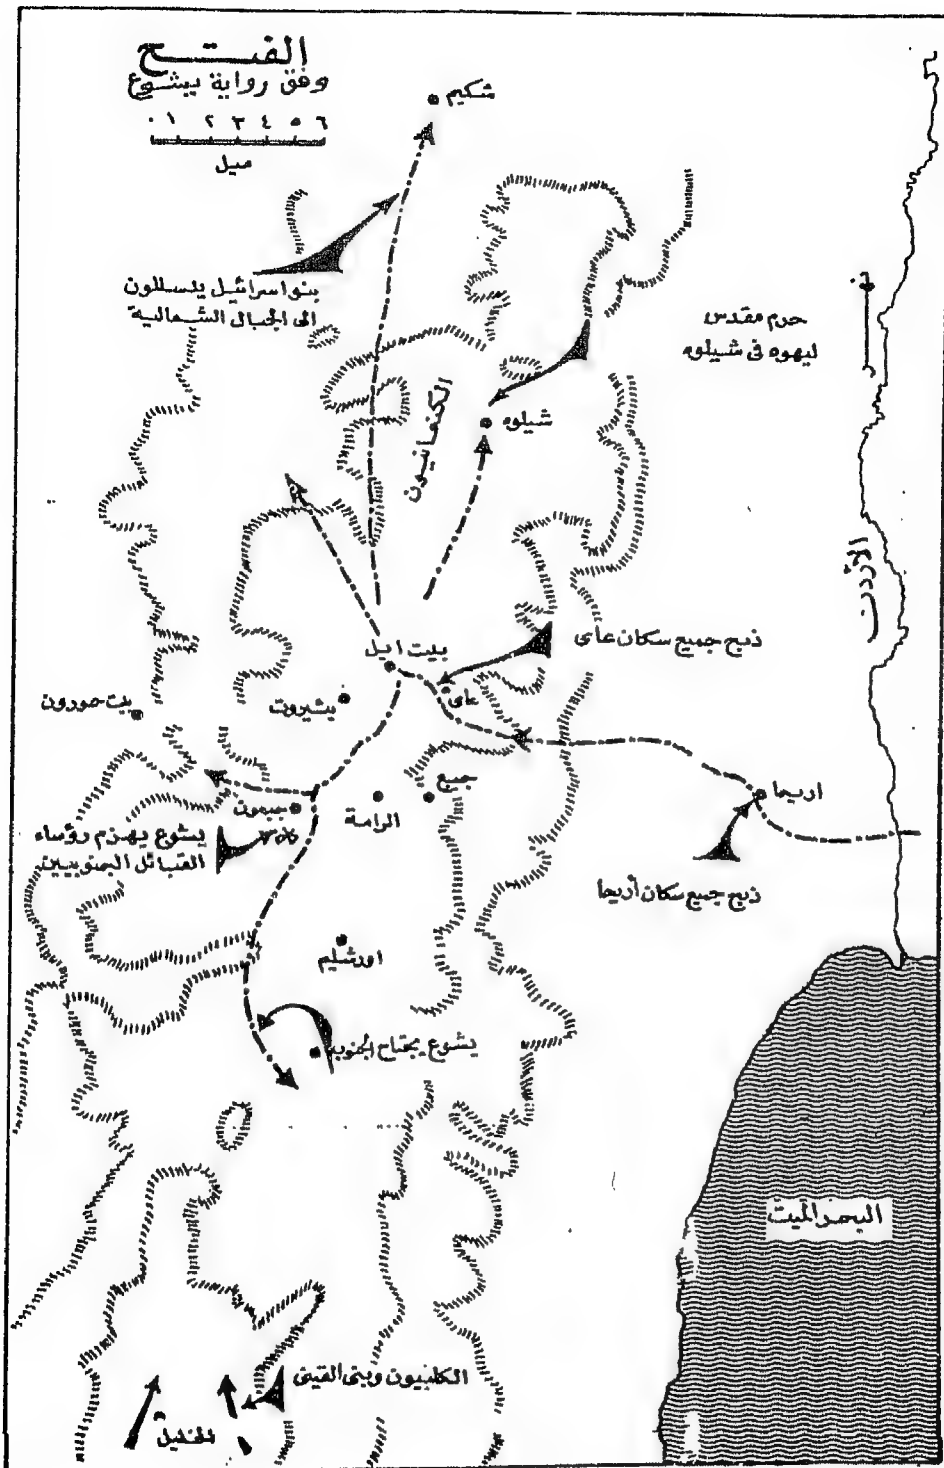 الفتح
وفق رواية يشوع
٠ ١ ٢ ٣ ٤ ٥ ٦
ميل
شكيم
بنو اسرائيل يتسللون
الى الجبال الشمالية
حرم مقدس
ليهوه فى شيلوه
الكنعانيون
شيلوه
الأردن
ذبح جميع سكان عاى
بيت ايل
عاى
بئيروت
بيت حورون
جبع
الرامة
جبعون
اريحا
يشوع يهزم رؤساء
القبائل الجنوبيين
ذبح جميع سكان أريحا
اورشليم
يشوع يجتاح الجنوب
البحر الميت
الكلبيون وبنى القينى
الخليل